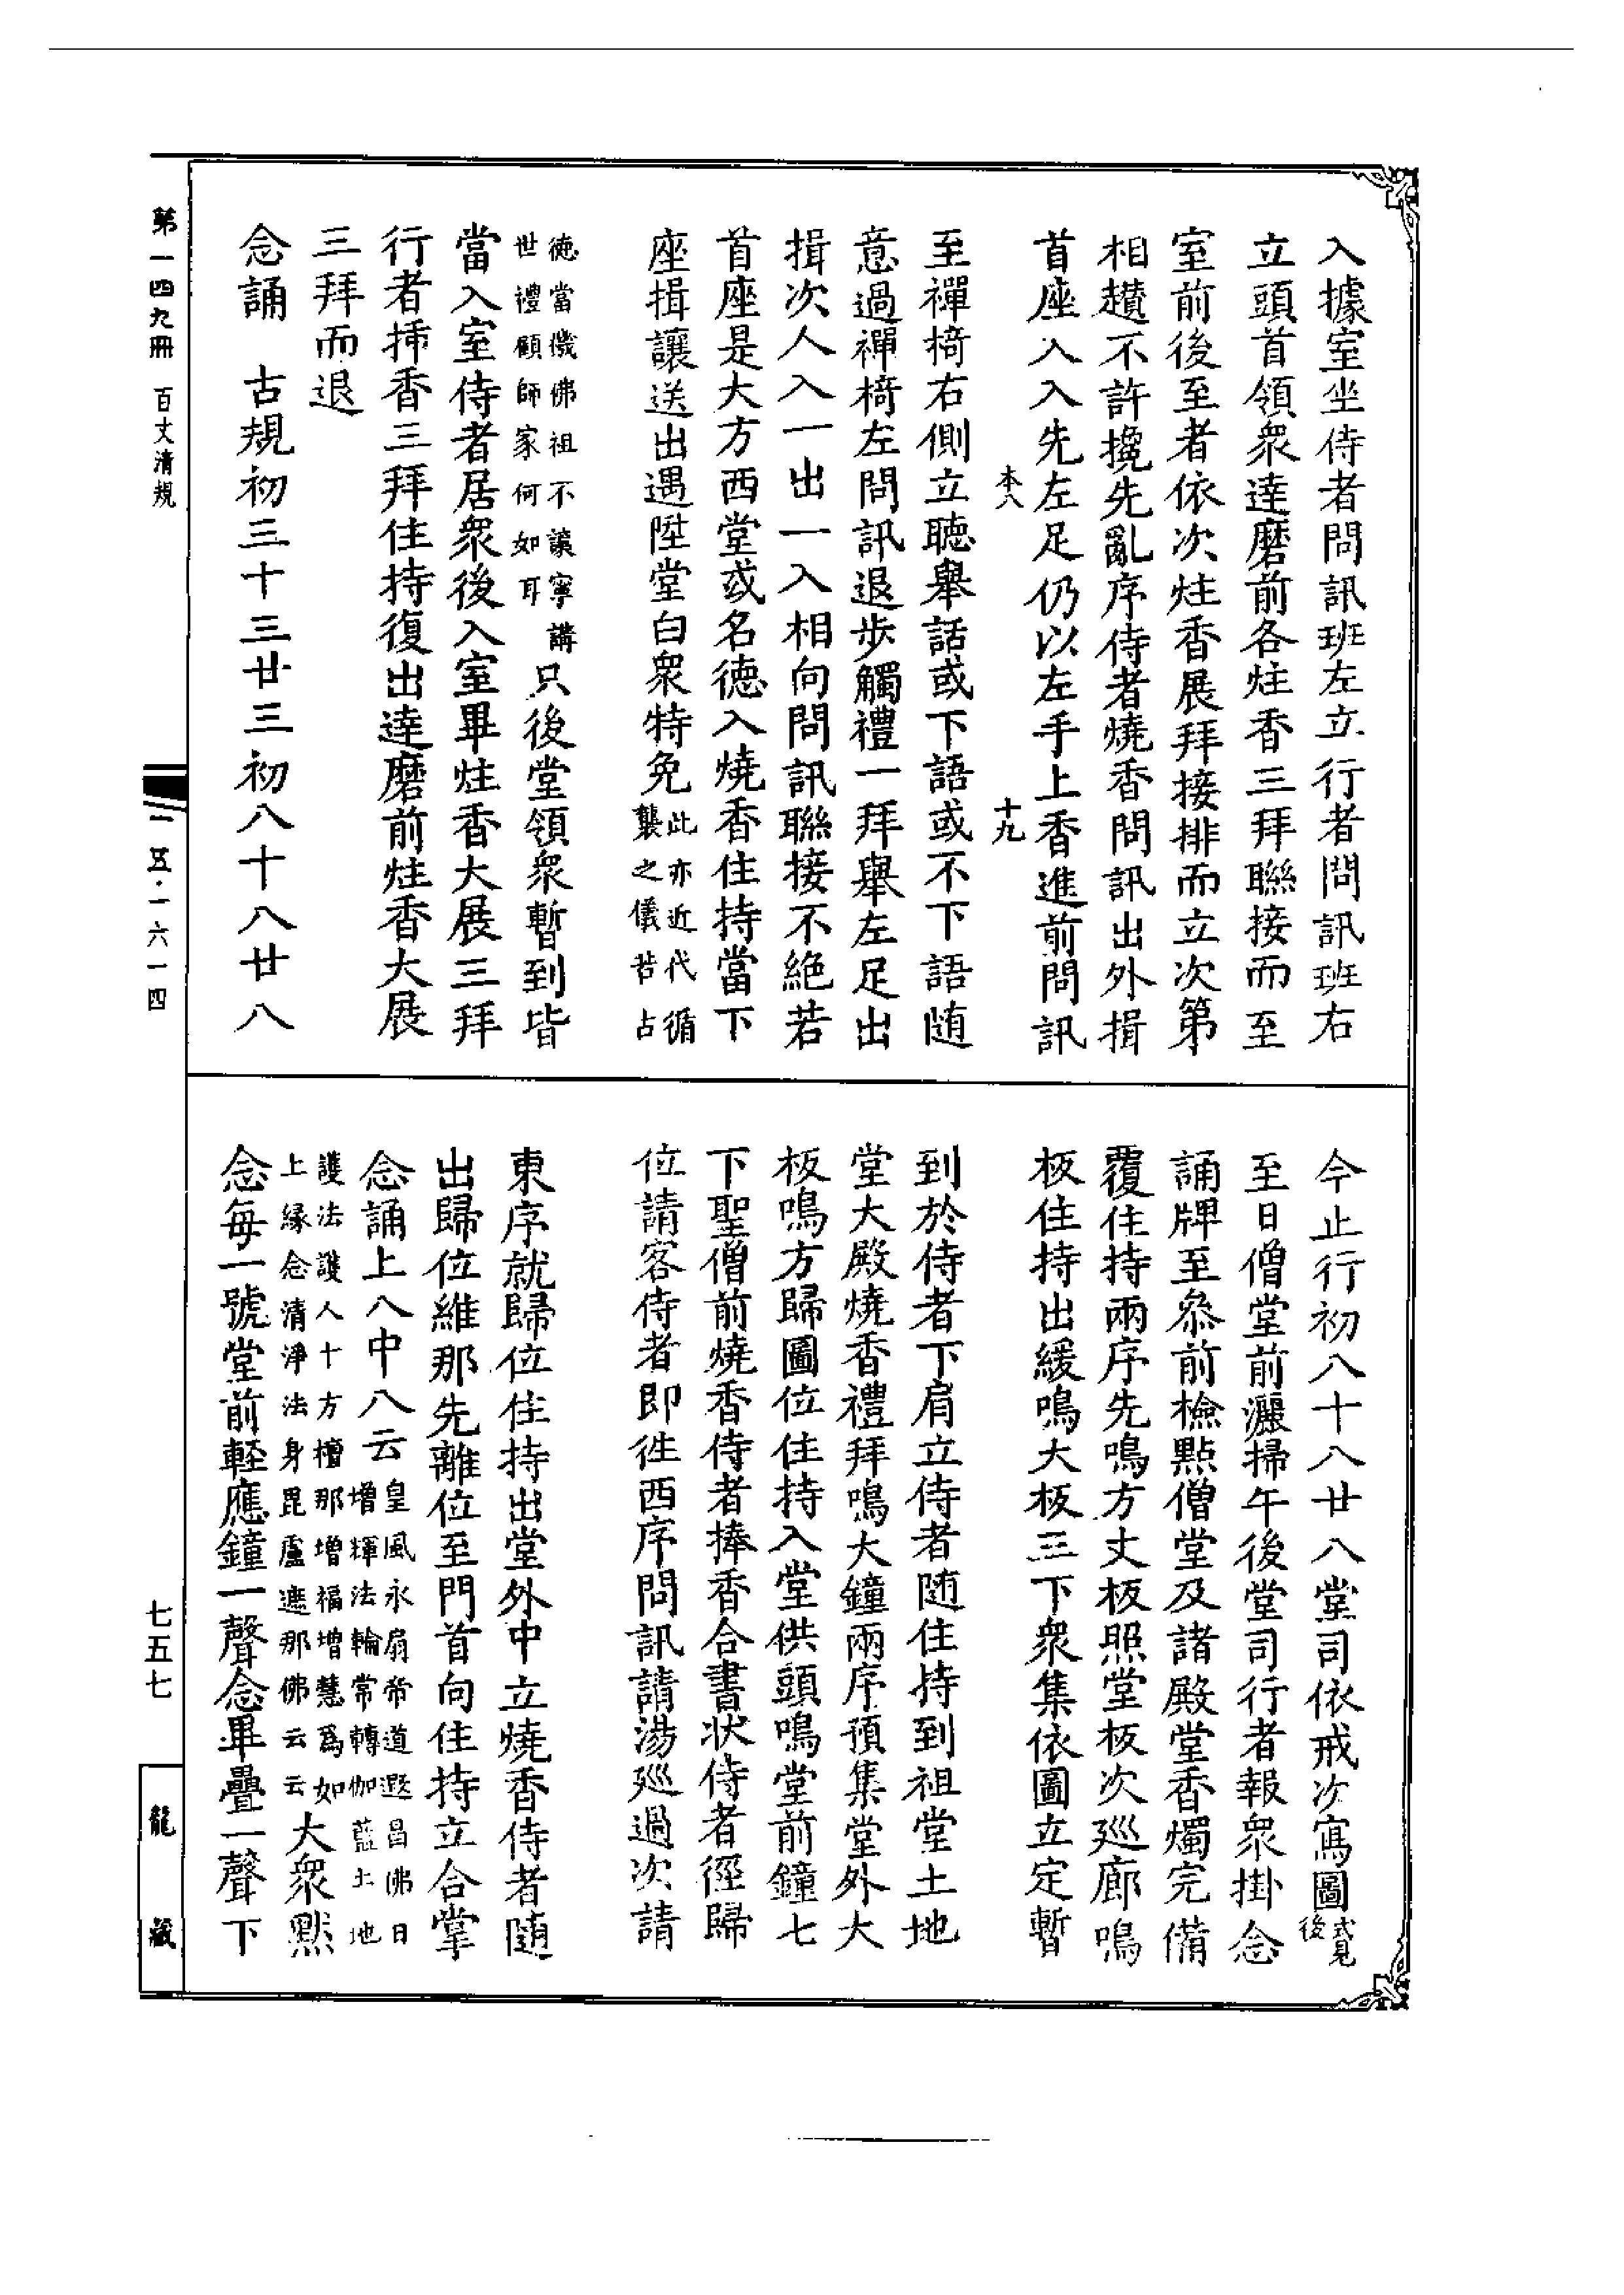 入據室坐侍者問訊班左立行者問訊班右
立頭首領衆達磨前各炷香三拜聯接而至
室前後至者依次炷香展拜接排而立次第
相趲不許攙先亂序侍者燒香問訊出外揖
首座入入先左足仍以左手上香進前問訊
本八 十九
至禪椅右側立聽舉話或下語或不下語随
意過禪椅左問訊退步觸禮一拜舉左足出
揖次人入一出一入相向問訊聯接不絶若
首座是大方西堂或名德入燒香住持當下
座揖讓送出遇陞堂白衆特免此亦近代循
襲之儀若古
德當機佛祖不讓寧講
世禮顧師家何如耳只後堂領衆暫到皆
當入室侍者居衆後入室畢炷香大展三拜
行者揷香三拜住持復出達磨前炷香大展
三拜而退
念誦 古規初三十三廿三初八十八廿八
今止行初八十八廿八堂司依戒次寫圖式見
後
至日僧堂前灑掃午後堂司行者報衆掛念
誦牌至叅前檢點僧堂及諸殿堂香燭完備
覆住持兩序先鳴方丈板照堂板次廵廊鳴
板住持出緩鳴大板三下衆集依圖立定暫
到於侍者下肩立侍者随住持到祖堂土地
堂大殿燒香禮拜鳴大鐘兩序預集堂外大
板鳴方歸圖位住持入堂供頭鳴堂前鐘七
下聖僧前燒香侍者捧香合書状侍者徑歸
位請客侍者即徃西序問訊請湯廵過次請
東序就歸位住持出堂外中立燒香侍者随
出歸位維那先離位至門首向住持立合掌
念誦上八中八云皇風永扇帝道遐昌佛日
增輝法輪常轉伽藍土地
護法護人十方檀那增福增慧爲如
上縁念清淨法身毘盧遮那佛云云大衆黙
念每一號堂前軽應鐘一聲念畢疊一聲下
第一四九冊 百丈清規
一五·一六一四
七五七
龍藏